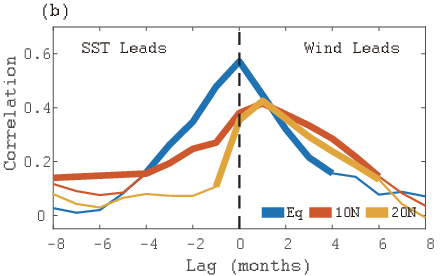 (b)
SST Leads
Wind Leads
Correlation
0.6
0.4
0.2
0
Eq
10N
20N
-8
-6
-4
-2
0
2
4
6
8
Lag (months)